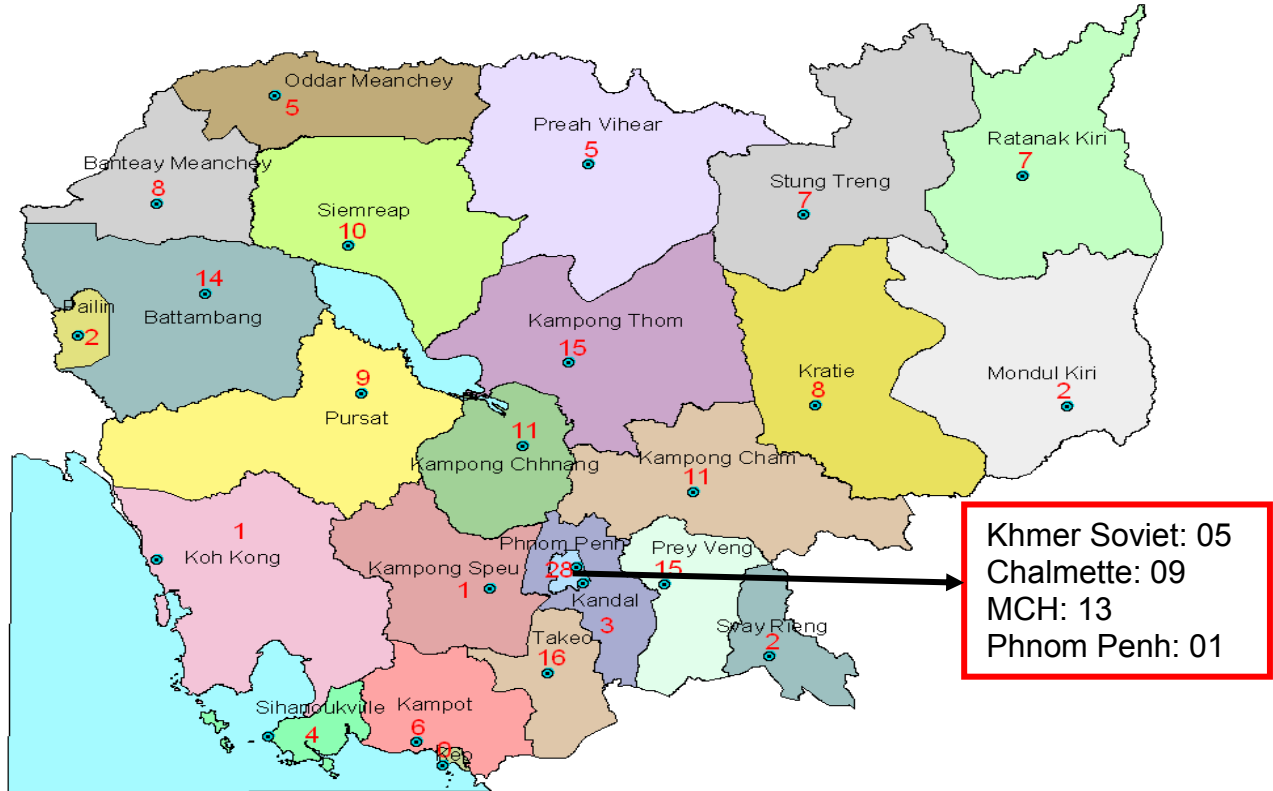 Oddar Meanchey
5
Preah Vihear
5
Ratanak Kiri
7
Banteay Meanchey
8
Stung Treng
7
Siemreap
10
14
Battambang
Pailin
2
Kampong Thom
15
Kratie
8
Mondul Kiri
2
9
Pursat
11
Kampong Chhnang
Kampong Cham
11
1
Koh Kong
Kampong Speu
1
Phnom Penh
28
Prey Veng
15
Kandal
3
Svay Rieng
2
Takeo
16
Sihanoukville
4
Kampot
6
0
Kep
Khmer Soviet: 05
Chalmette: 09
MCH: 13
Phnom Penh: 01